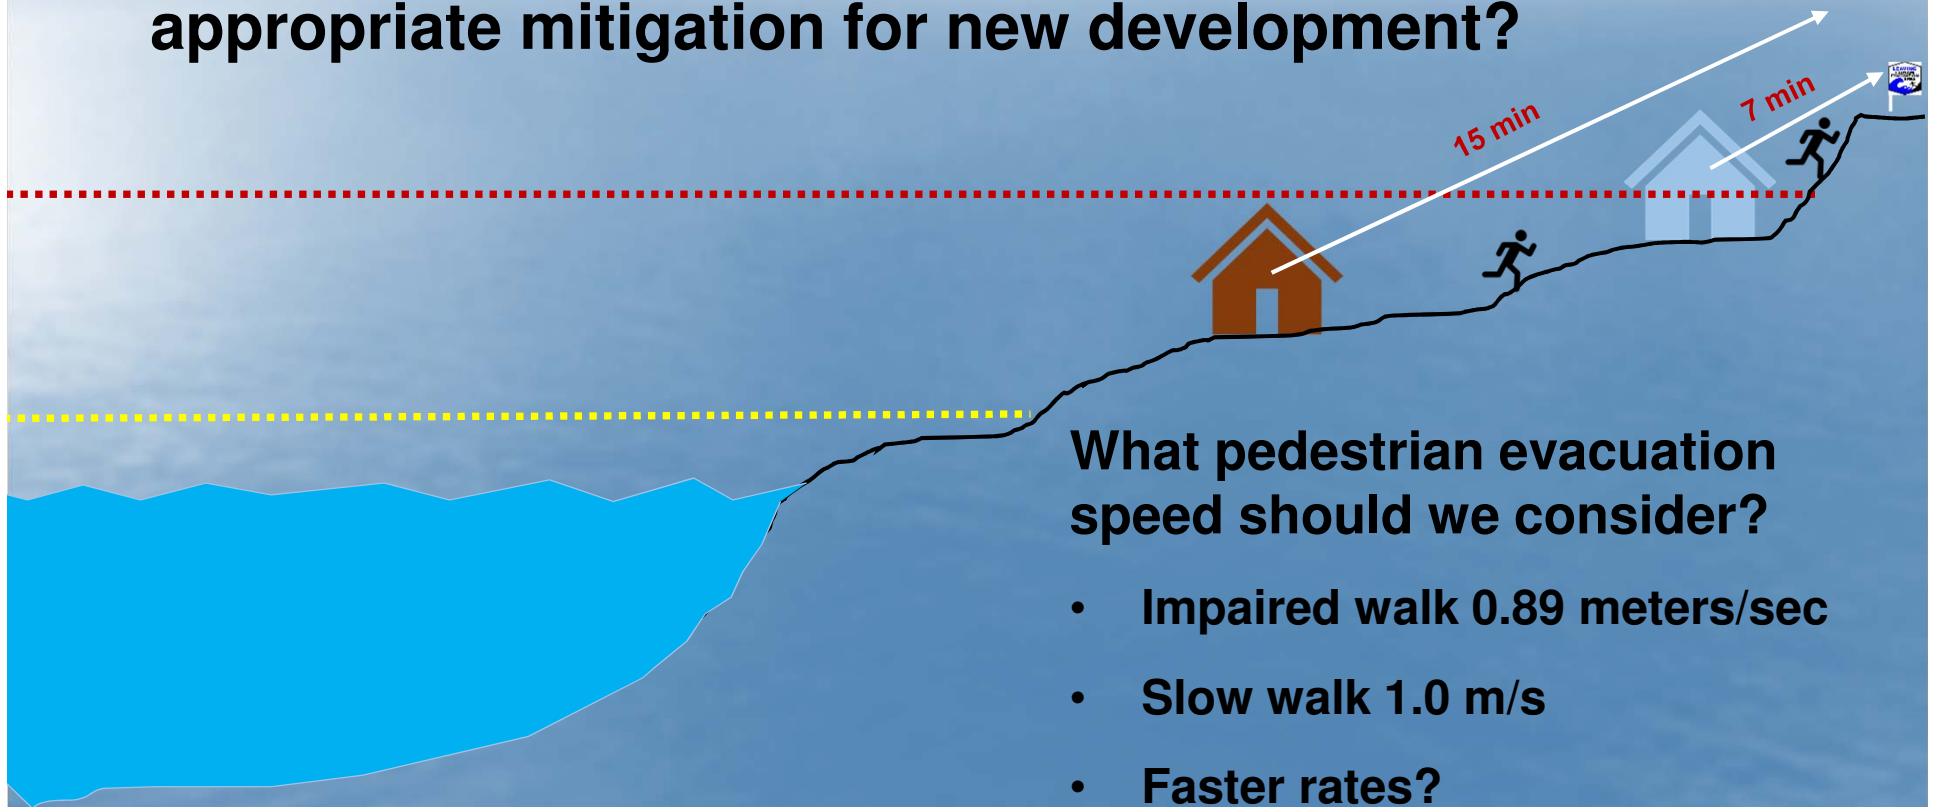 appropriate mitigation for new development?
15 min
7 min
LEAVING
What pedestrian evacuation
speed should we consider?
• Impaired walk 0.89 meters/sec
• Slow walk 1.0 m/s
• Faster rates?